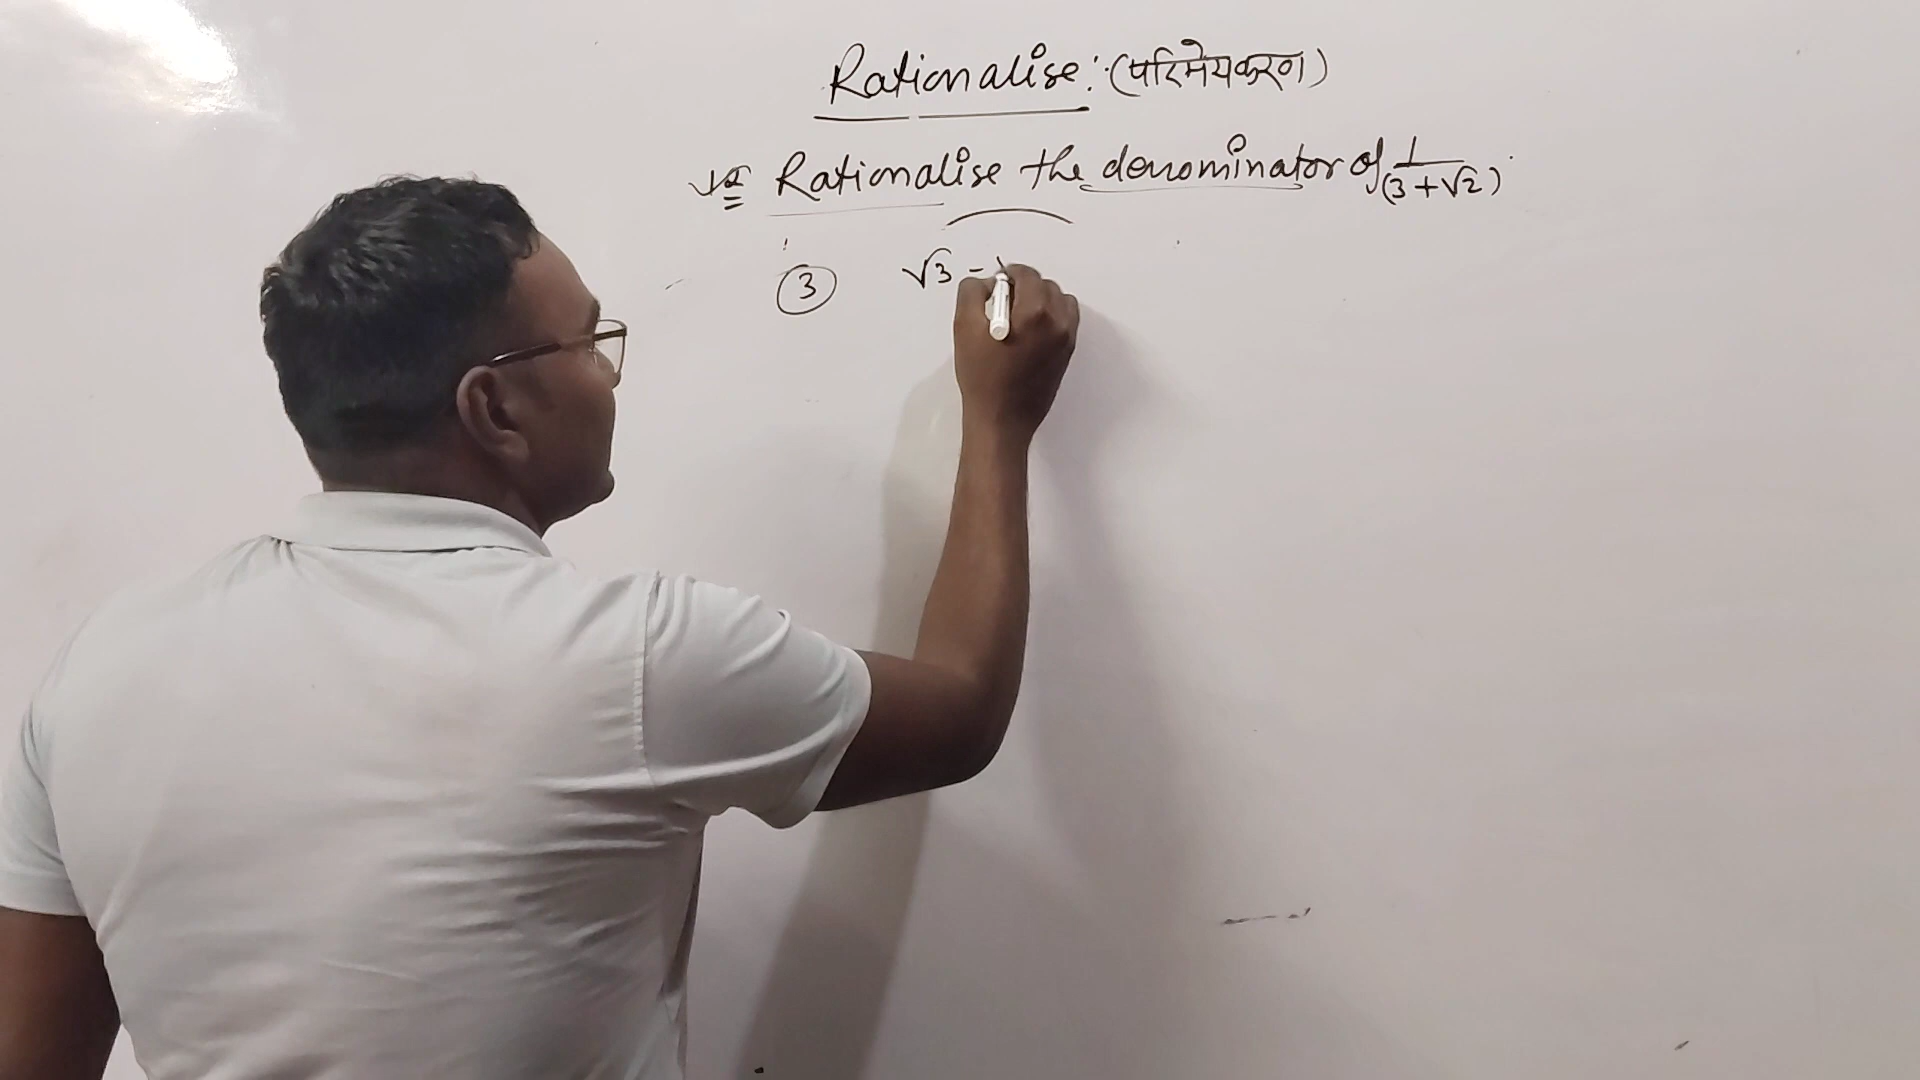 Rationalise: (परिमेयकरण)
Rationalise the denominator of 1/(3+√2)
3 √3 -